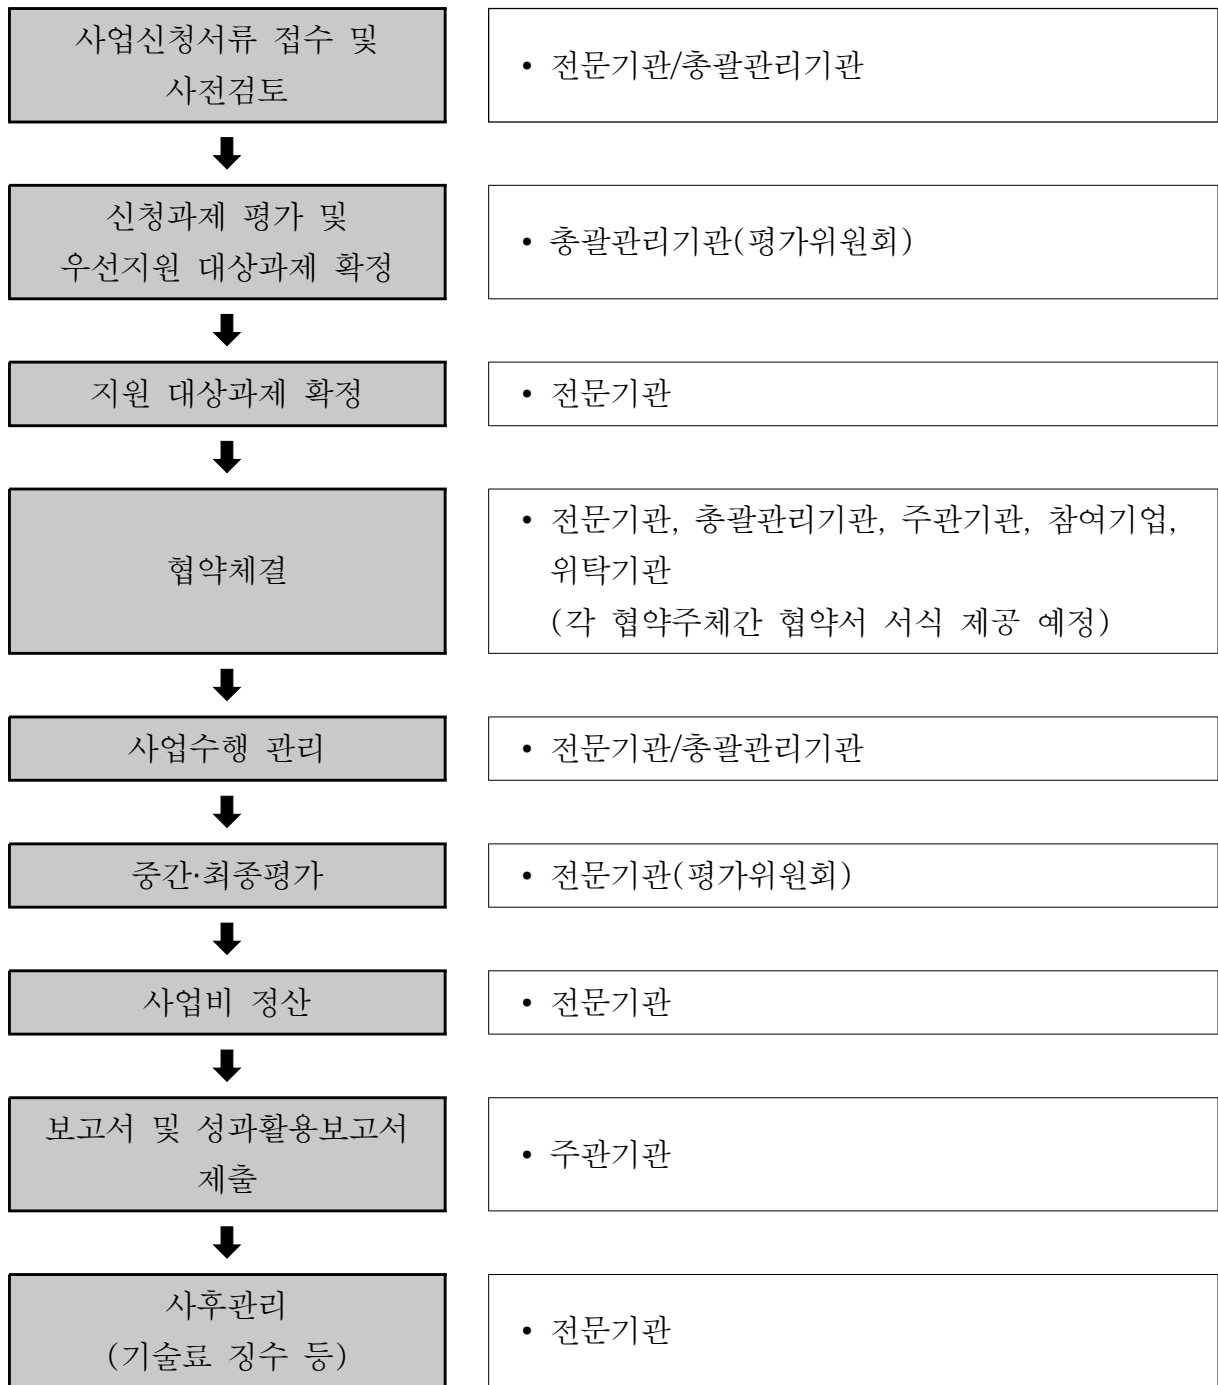 사업신청서류 접수 및
사전검토
• 전문기관/총괄관리기관
신청과제 평가 및
우선지원 대상과제 확정
• 총괄관리기관(평가위원회)
지원 대상과제 확정
• 전문기관
협약체결
• 전문기관, 총괄관리기관, 주관기관, 참여기업,
위탁기관
(각 협약주체간 협약서 서식 제공 예정)
사업수행 관리
• 전문기관/총괄관리기관
중간·최종평가
• 전문기관(평가위원회)
사업비 정산
• 전문기관
보고서 및 성과활용보고서
제출
• 주관기관
사후관리
(기술료 징수 등)
• 전문기관